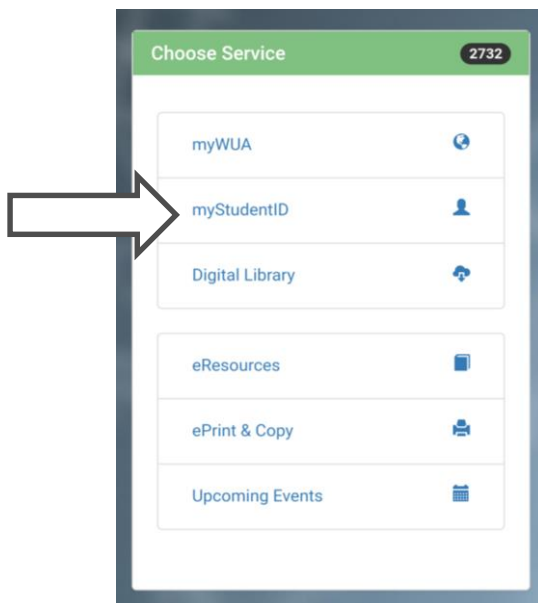 Choose Service 2732
myWUA
myStudentID
Digital Library
eResources
ePrint & Copy
Upcoming Events